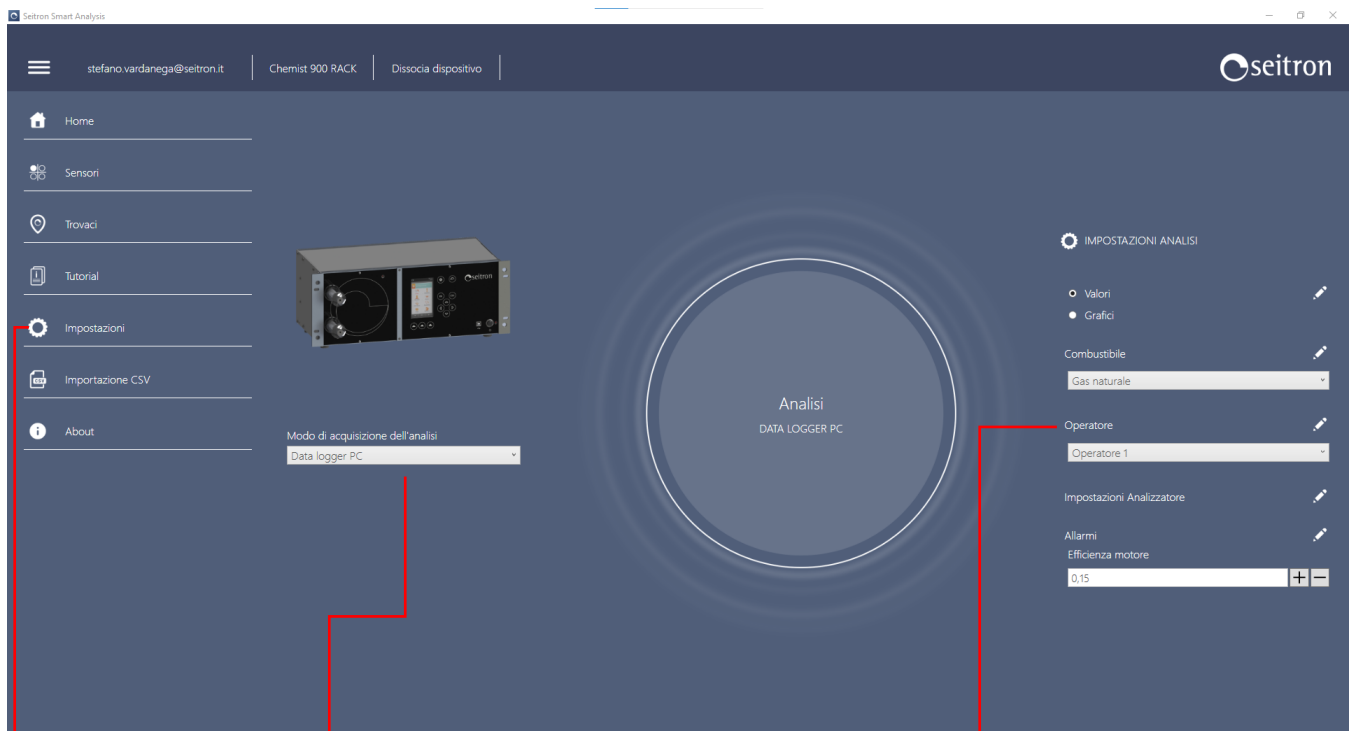 Seitron Smart Analysis
stefano.vardanega@seitron.it
Chemist 900 RACK
Dissocia dispositivo
seitron
Home
Sensori
Trovaci
Tutorial
Impostazioni
CSV
Importazione CSV
About
seitron
Modo di acquisizione dell'analisi
Data logger PC
Analisi
DATA LOGGER PC
IMPOSTAZIONI ANALISI
Valori
Grafici
Combustibile
Gas naturale
Operatore
Operatore 1
Impostazioni Analizzatore
Allarmi
Efficienza motore
0,15